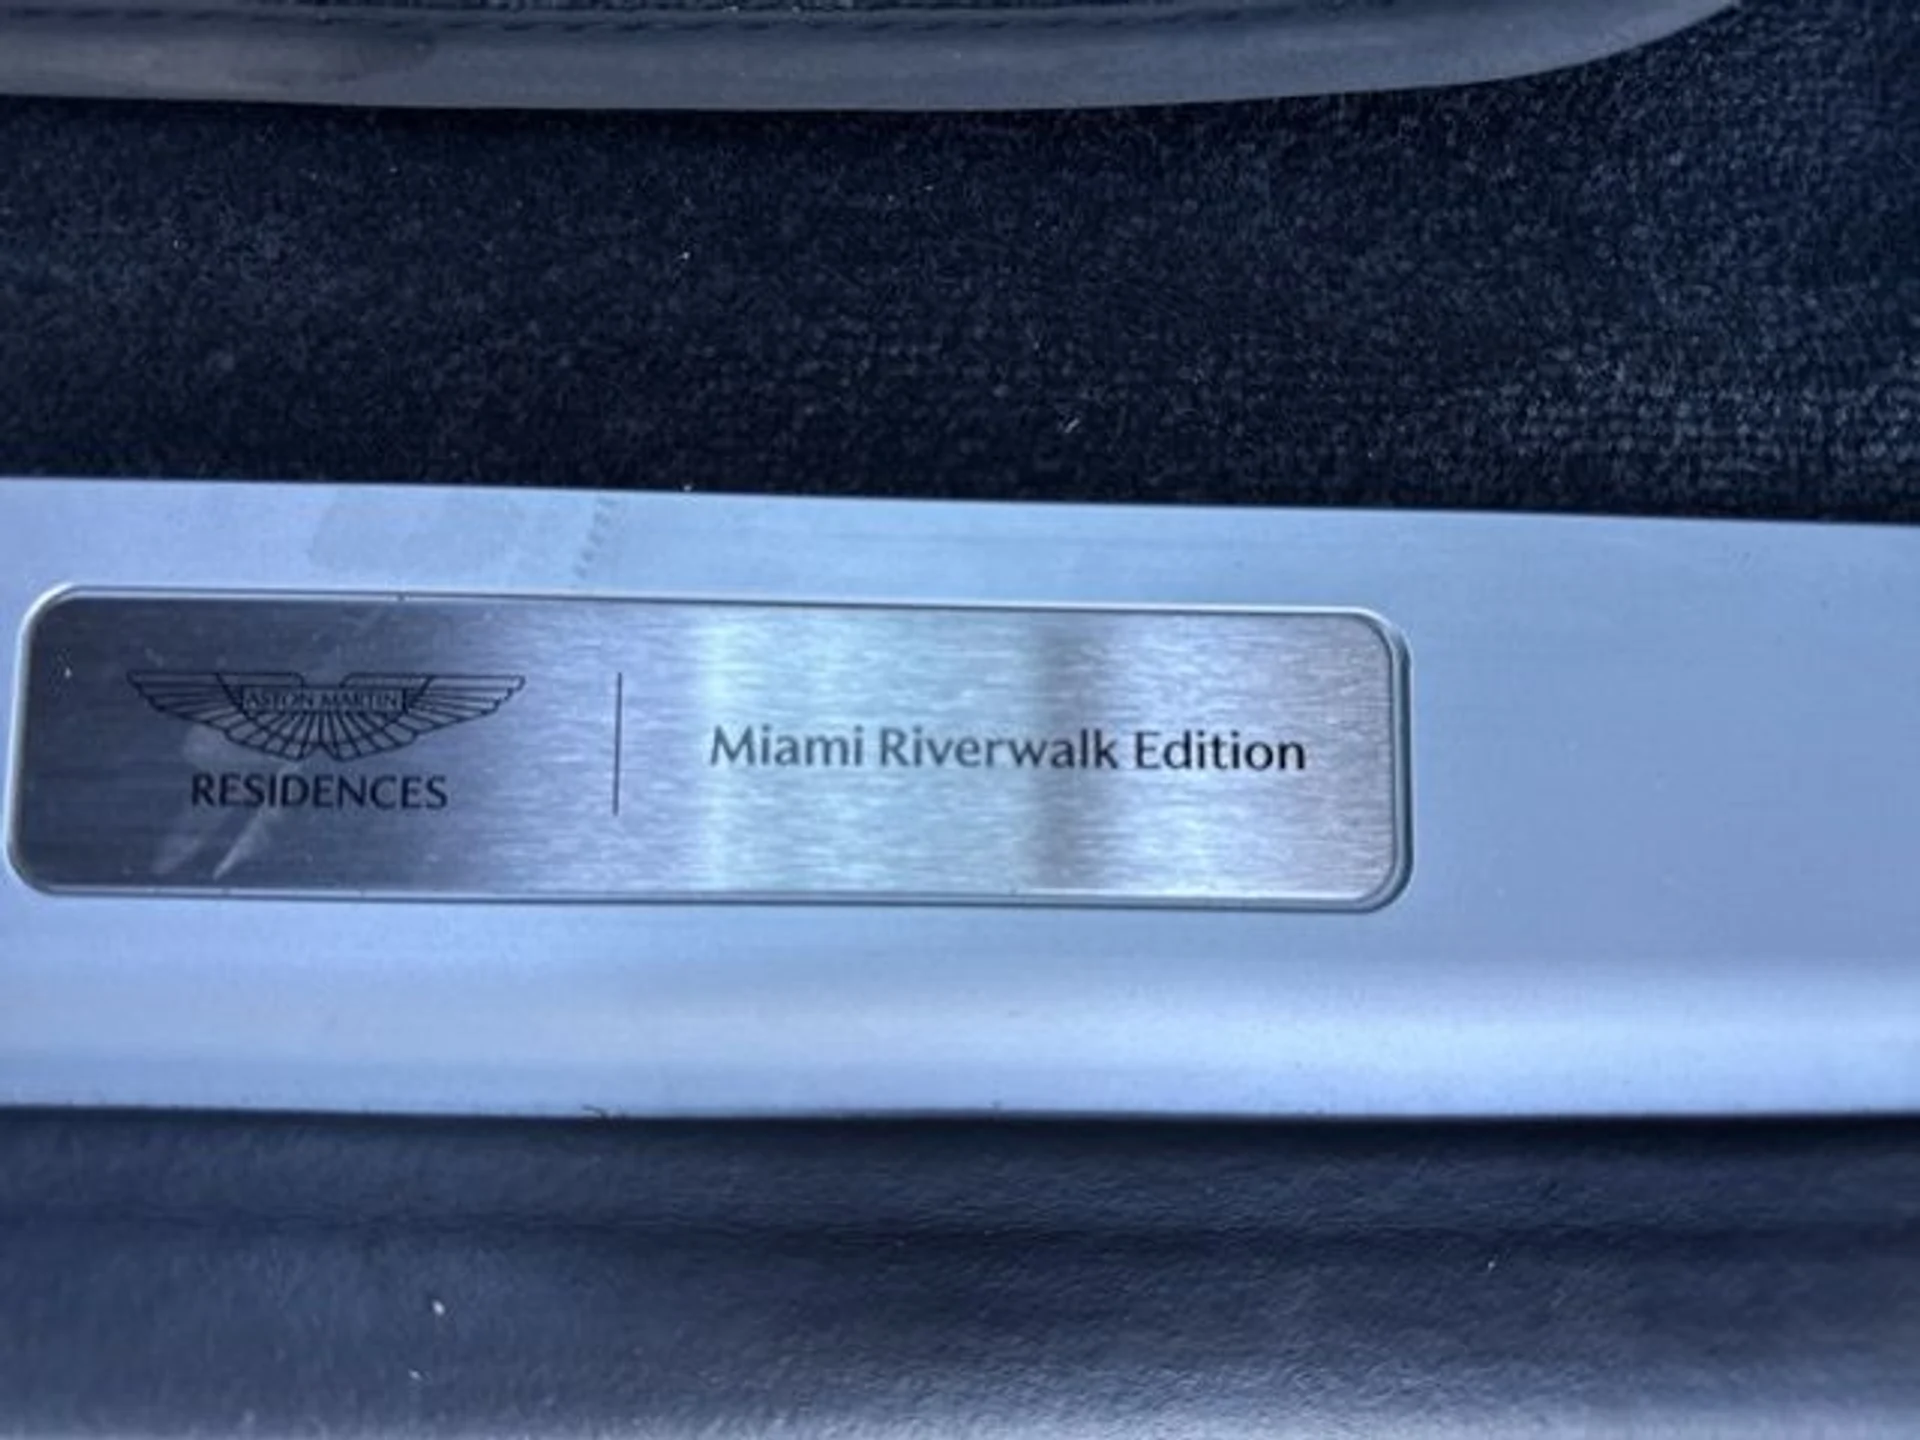 ASTON MARTIN
RESIDENCES
Miami Riverwalk Edition